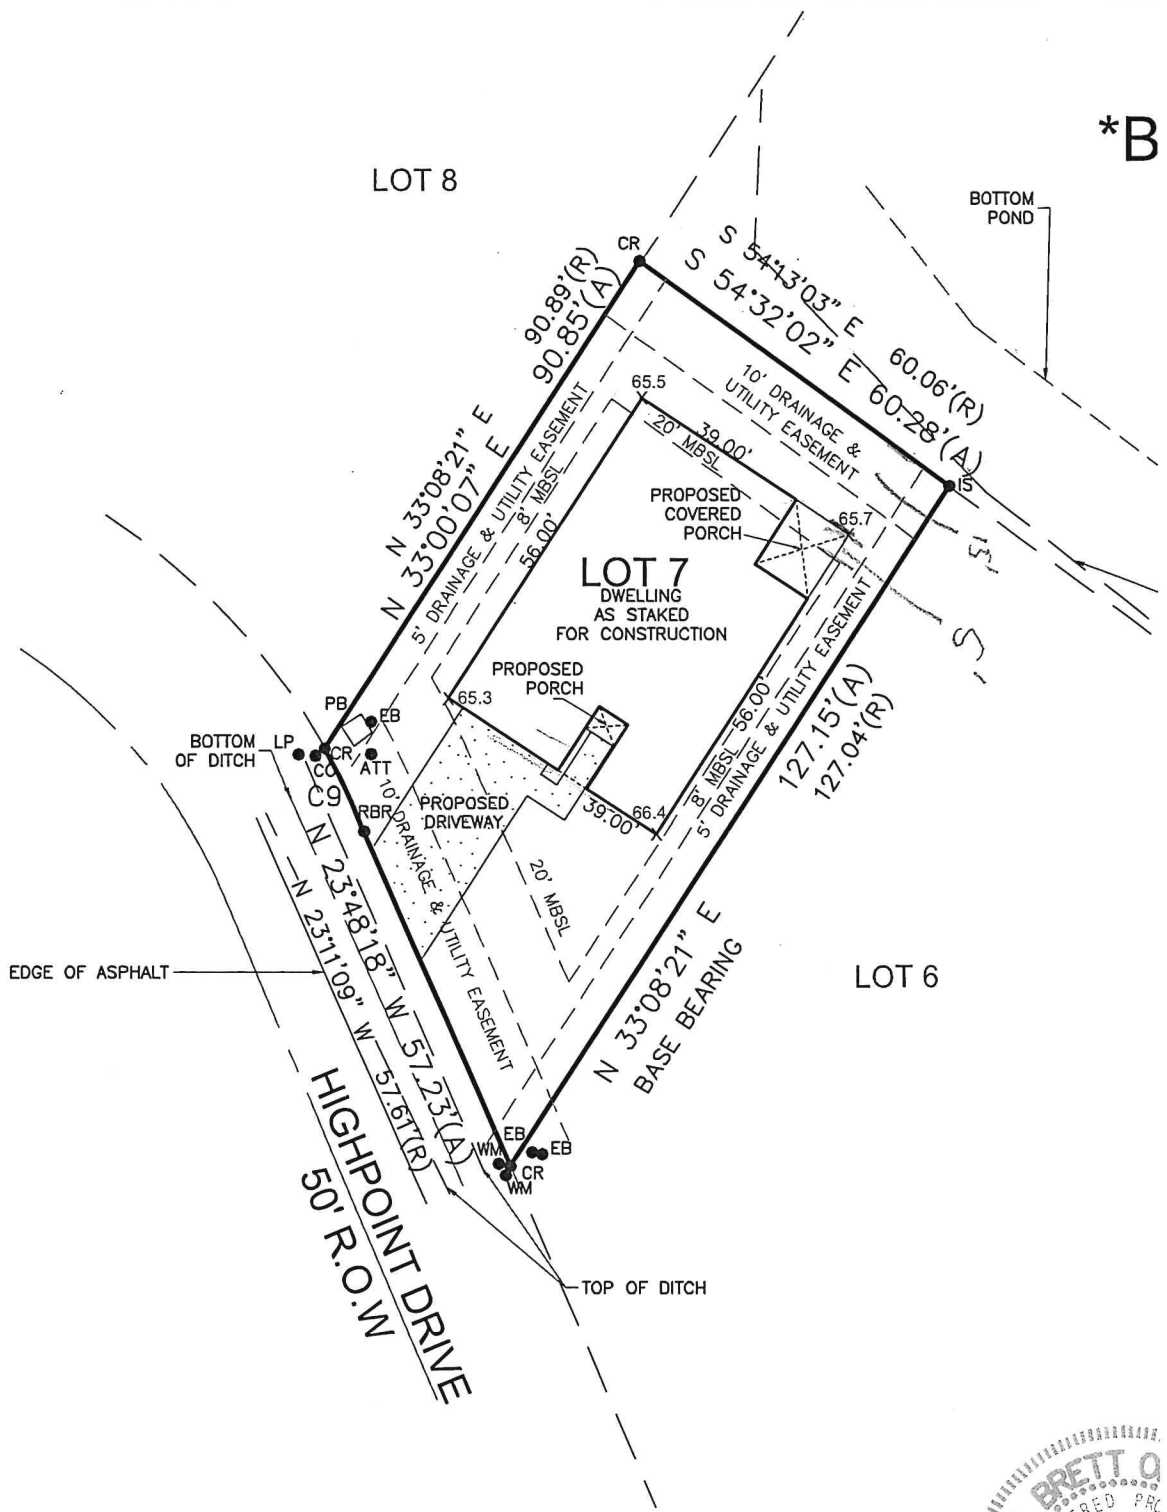 *B
LOT 8
BOTTOM
POND
CR
S 54°13'03" E 60.06'(R)
S 54°32'02" E 60.28'(A)
90.89'(R)
90.85'(A)
N 33°08'21" E
N 33°00'07" E
10' DRAINAGE &
UTILITY EASEMENT
65.5
39.00'
20' MBSL
IS
5' DRAINAGE & UTILITY EASEMENT
8' MBSL
56.00'
PROPOSED
COVERED
PORCH
65.7
15'
5'
LOT 7
DWELLING
AS STAKED
FOR CONSTRUCTION
PROPOSED
PORCH
65.3
PB
EB
LP
CO
CR
ATT
BOTTOM
OF DITCH
C9
RBR
PROPOSED
DRIVEWAY
39.00'
66.4
8' MBSL
56.00'
5' DRAINAGE & UTILITY EASEMENT
127.15'(A)
127.04'(R)
10' DRAINAGE & UTILITY EASEMENT
20' MBSL
N 23°48'18" W 57.23'(A)
N 23°11'09" W 57.61'(R)
EDGE OF ASPHALT
N 33°08'21" E
BASE BEARING
LOT 6
HIGHPOINT DRIVE
50' R.O.W
EB
EB
WM
CR
WM
TOP OF DITCH
BRETT O